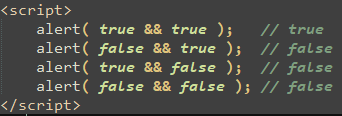 <script>
    alert( true && true );   // true
    alert( false && true );  // false
    alert( true && false );  // false
    alert( false && false ); // false
</script>